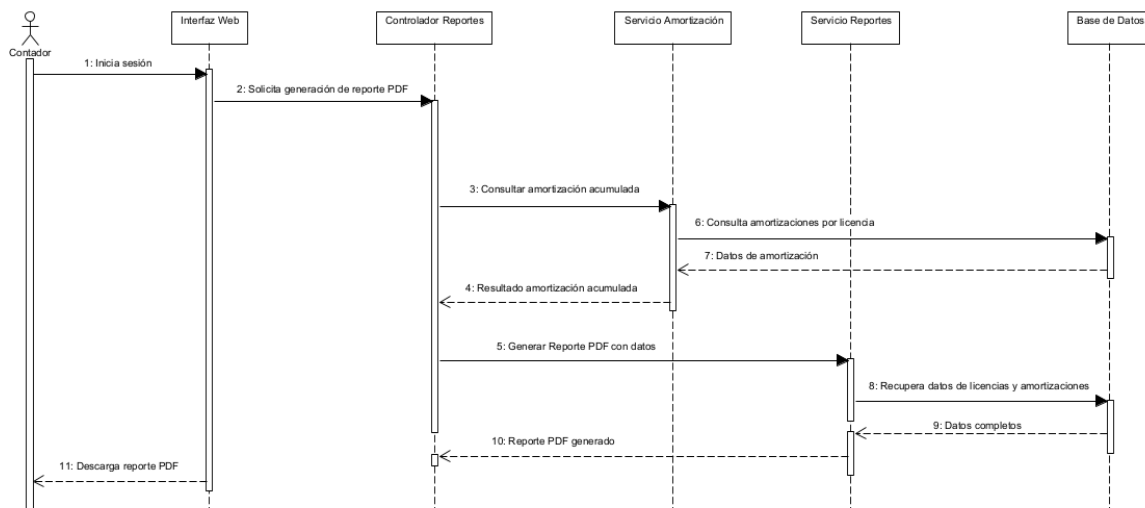 Interfaz Web
Controlador Reportes
Servicio Amortización
Servicio Reportes
Base de Datos
Contador
1: Inicia sesión
2: Solicita generación de reporte PDF
3: Consultar amortización acumulada
6: Consulta amortizaciones por licencia
7: Datos de amortización
4: Resultado amortización acumulada
5: Generar Reporte PDF con datos
8: Recupera datos de licencias y amortizaciones
9: Datos completos
10: Reporte PDF generado
11: Descarga reporte PDF